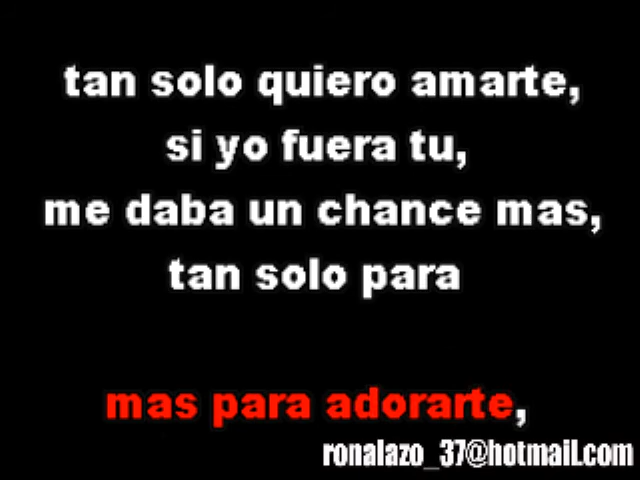 tan solo quiero amarte,
si yo fuera tu,
me daba un chance mas,
tan solo para
mas para adorarte,
ronalazo_37@hotmail.com